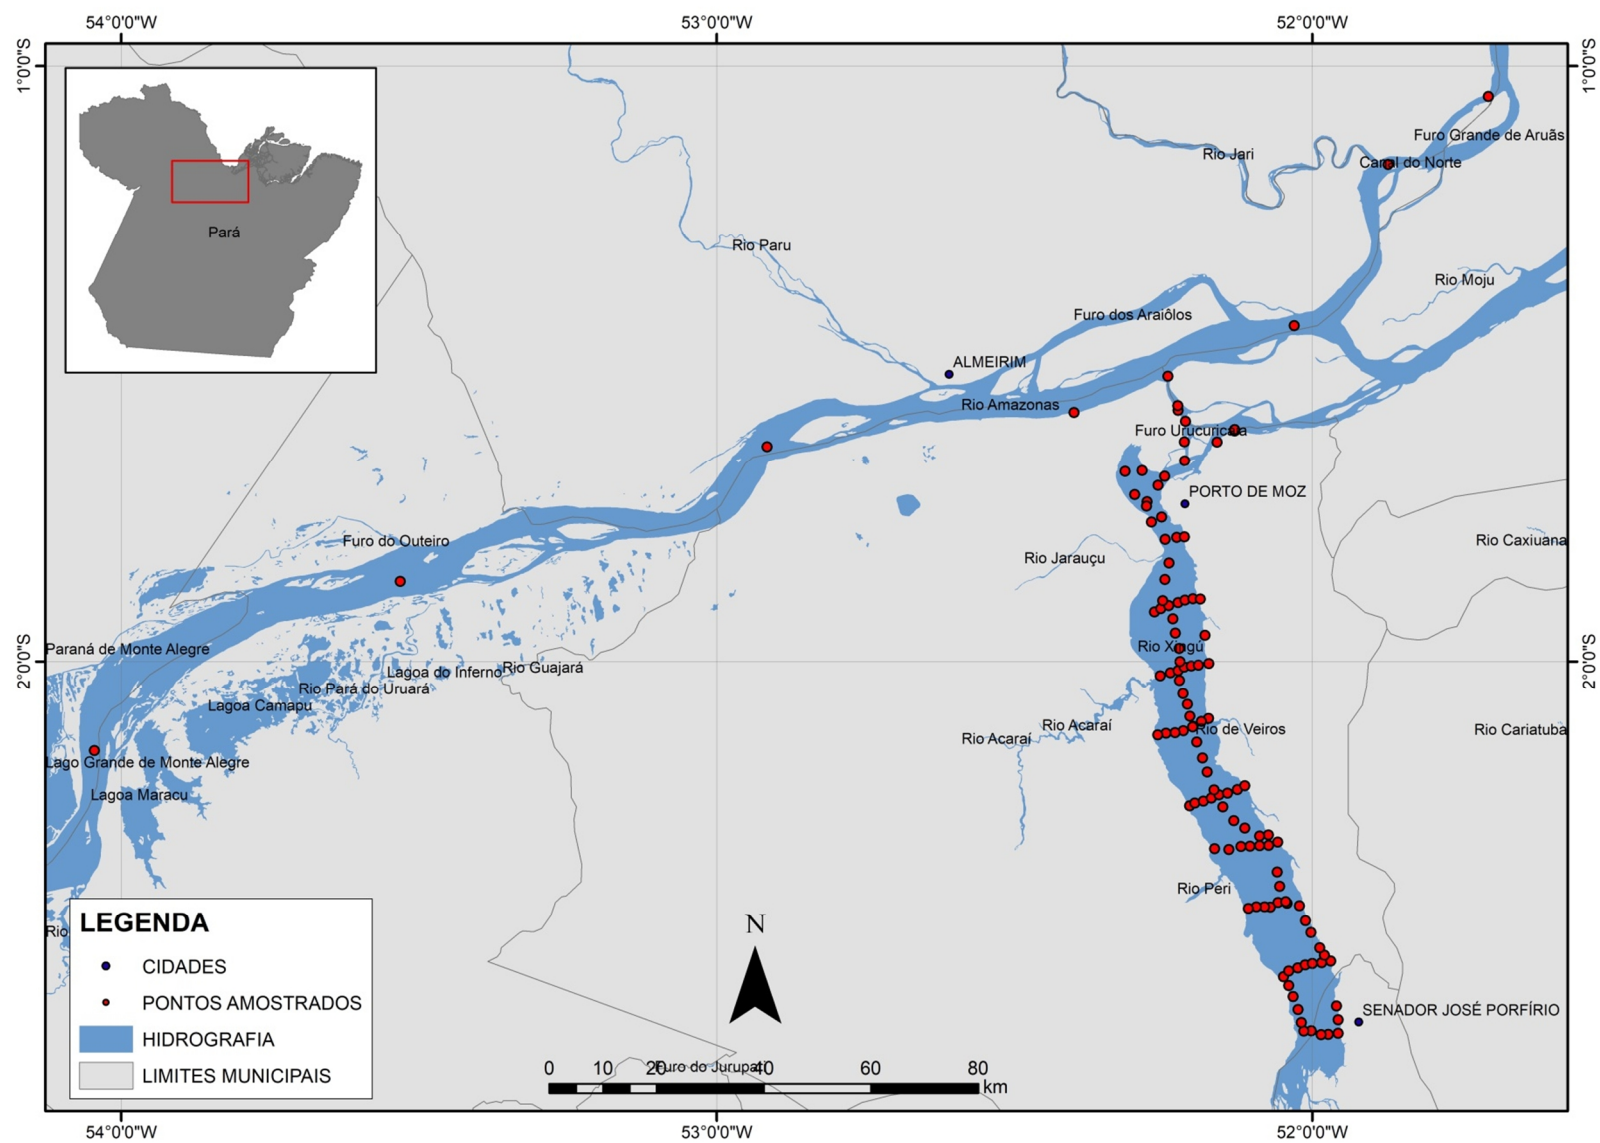 54°0'0"W
53°0'0"W
52°0'0"W
1°0'0"S
1°0'0"S
Pará
Furo Grande de Aruãs
Rio Jari
Canal do Norte
Rio Paru
Rio Moju
Furo dos Araiôlos
ALMEIRIM
Rio Amazonas
Furo Urucuricaia
PORTO DE MOZ
Furo do Outeiro
Rio Caxiuana
Rio Jarauçu
Paraná de Monte Alegre
Rio Xingú
2°0'0"S
2°0'0"S
Lagoa do Inferno
Rio Guajará
Rio Pará do Uruará
Lagoa Camapu
Rio Acaraí
Rio de Veiros
Rio Cariatuba
Rio Acaraí
Lago Grande de Monte Alegre
Lagoa Maracu
Rio Peri
Rio
LEGENDA
CIDADES
PONTOS AMOSTRADOS
HIDROGRAFIA
LIMITES MUNICIPAIS
N
SENADOR JOSÉ PORFÍRIO
0 10 20 40 60 80
Furo do Jurupa
km
54°0'0"W
53°0'0"W
52°0'0"W